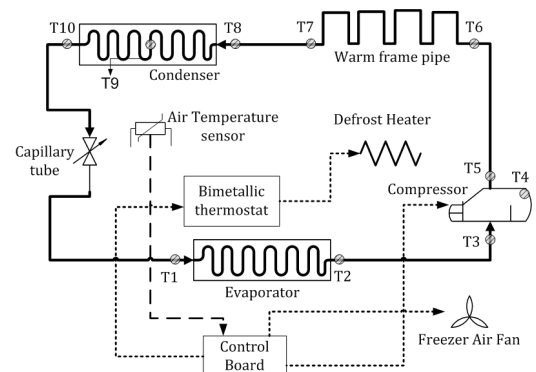 T10
T8
T7
T6
T9
Condenser
Warm frame pipe
Air Temperature
sensor
Defrost Heater
Capillary
tube
Bimetallic
thermostat
Compressor
T5
T4
T3
T1
T2
Evaporator
Control
Board
Freezer Air Fan